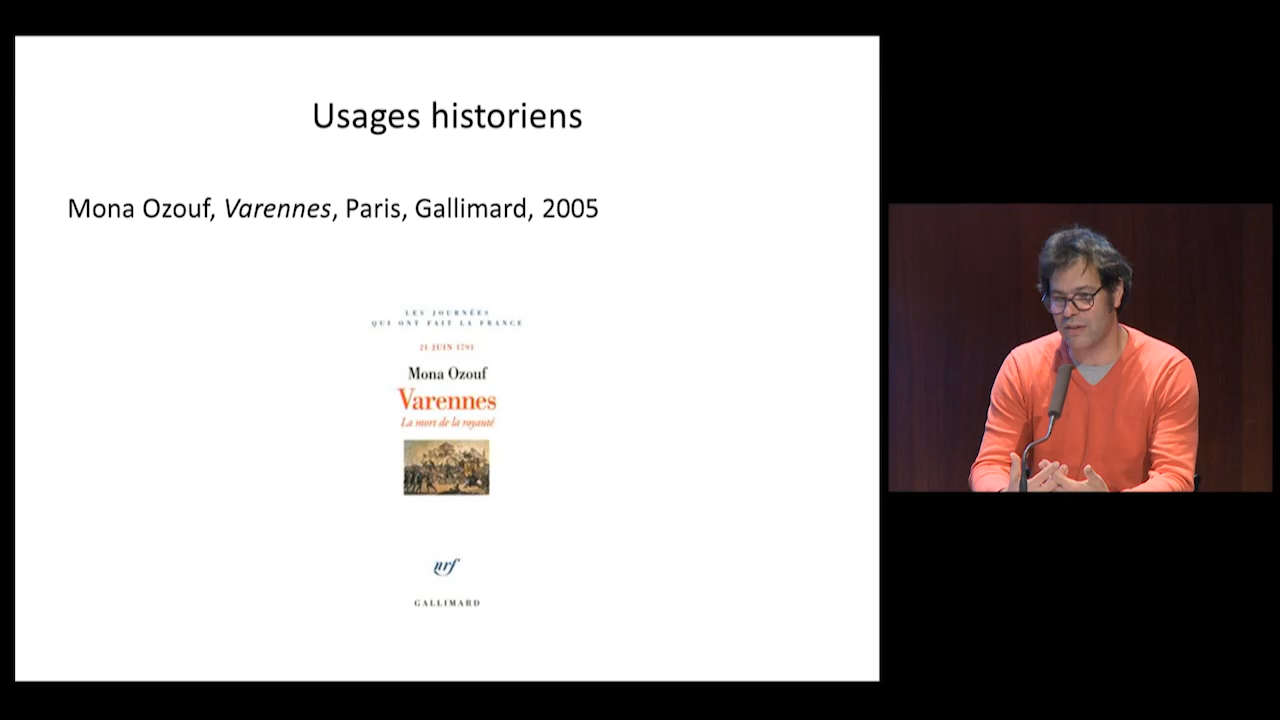 Usages historiens
Mona Ozouf, Varennes, Paris, Gallimard, 2005
LES JOURNÉES
QUI ONT FAIT LA FRANCE
21 JUIN 1791
Mona Ozouf
Varennes
La mort de la royauté
nrf
GALLIMARD